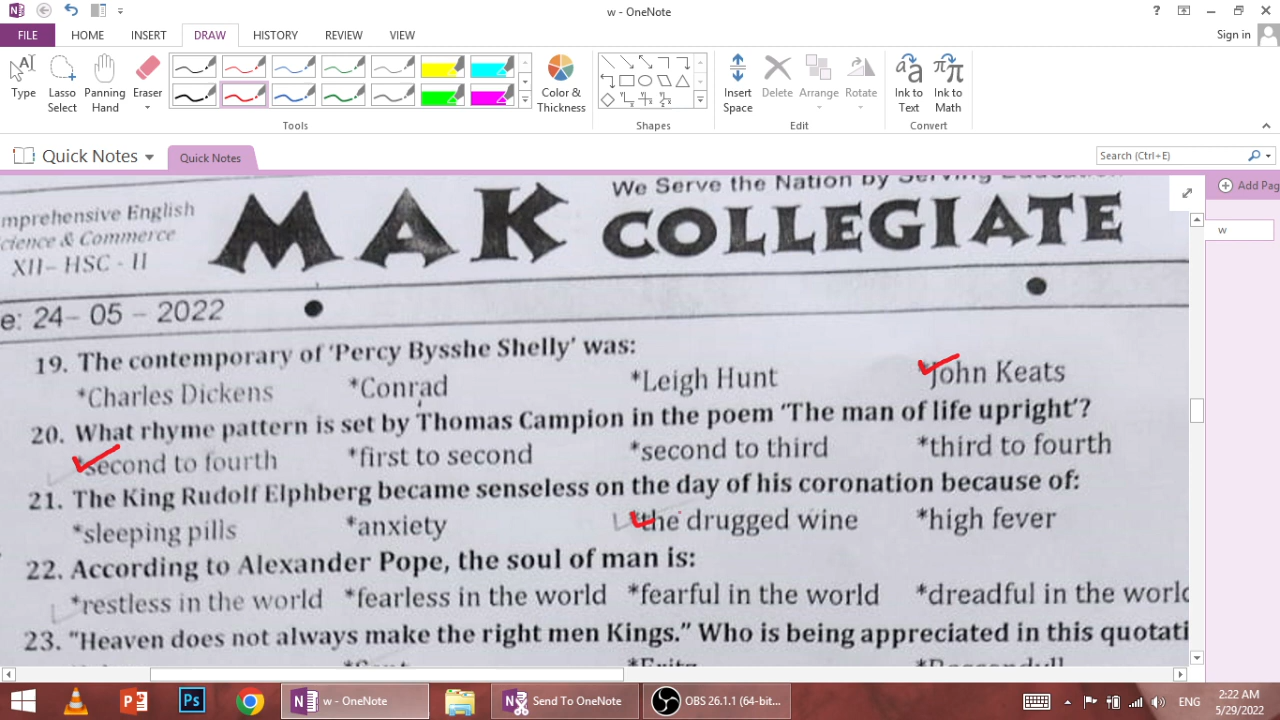 w - OneNote
?
Sign in
FILE HOME INSERT DRAW HISTORY REVIEW VIEW
Type
Lasso Select
Panning Hand
Eraser
Color & Thickness
Insert Space
Delete
Arrange
Rotate
Ink to Text
Ink to Math
Tools Shapes Edit Convert
Quick Notes
Quick Notes
Search (Ctrl+E)
Add Pag
w
We Serve the Nation by Serving
mprehensive English
cience & Commerce
XII– HSC - II
MAK COLLEGIATE
e: 24– 05 – 2022
19. The contemporary of ‘Percy Bysshe Shelly’ was:
*Charles Dickens *Conrad *Leigh Hunt *John Keats
20. What rhyme pattern is set by Thomas Campion in the poem ‘The man of life upright’?
*second to fourth *first to second *second to third *third to fourth
21. The King Rudolf Elphberg became senseless on the day of his coronation because of:
*sleeping pills *anxiety *the drugged wine *high fever
22. According to Alexander Pope, the soul of man is:
*restless in the world *fearless in the world *fearful in the world *dreadful in the worl
23. “Heaven does not always make the right men Kings.” Who is being appreciated in this quotati
w - OneNote
Send To OneNote
OBS 26.1.1 (64-bit...
ENG
2:22 AM
5/29/2022